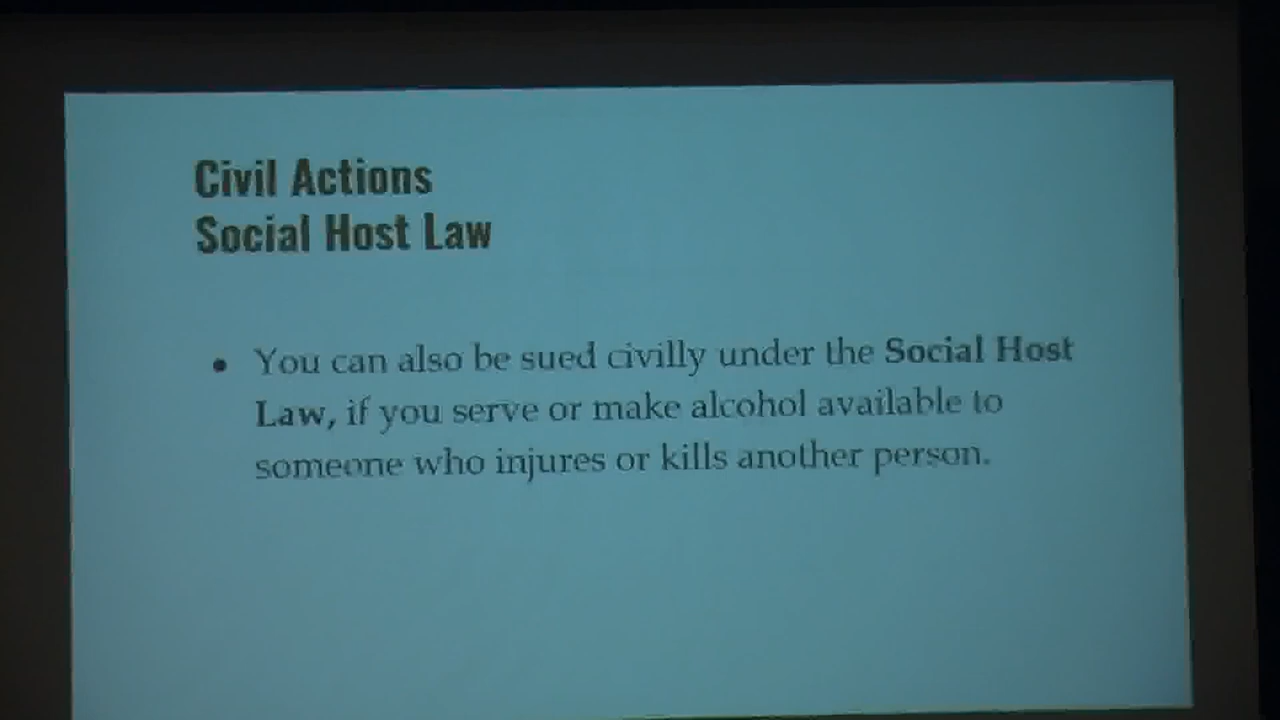 Civil Actions
Social Host Law
• You can also be sued civilly under the Social Host
Law, if you serve or make alcohol available to
someone who injures or kills another person.